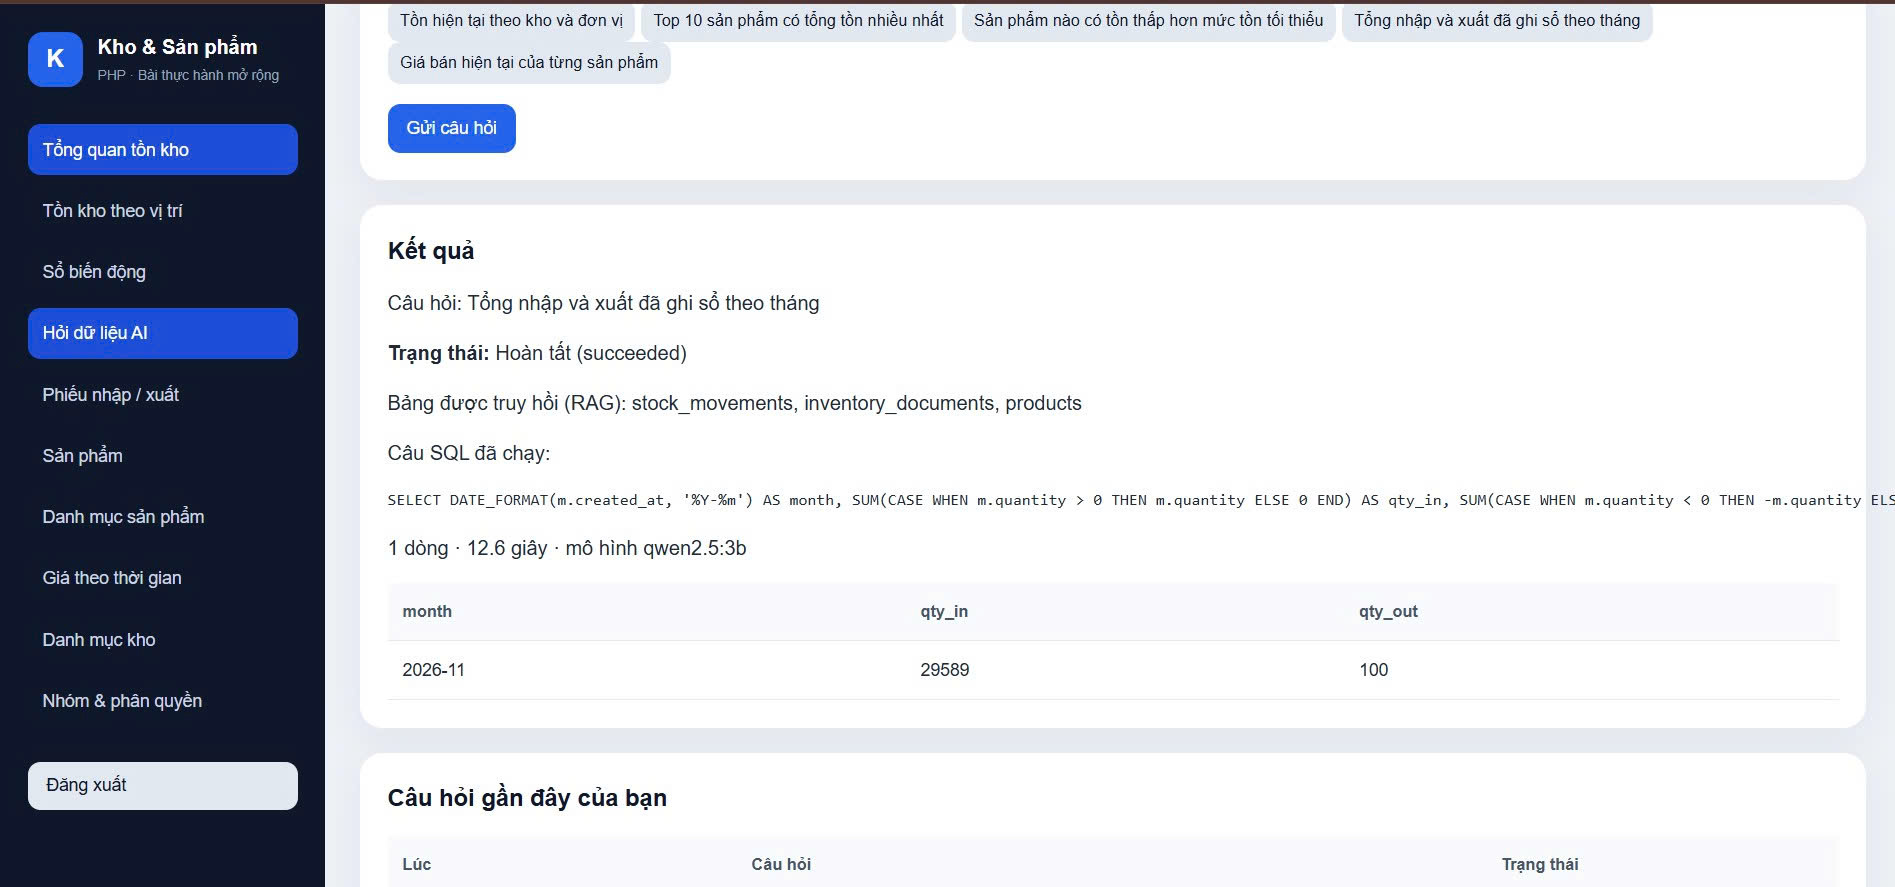 K
Kho & Sản phẩm
PHP · Bài thực hành mở rộng
Tổng quan tồn kho
Tồn kho theo vị trí
Sổ biến động
Hỏi dữ liệu AI
Phiếu nhập / xuất
Sản phẩm
Danh mục sản phẩm
Giá theo thời gian
Danh mục kho
Nhóm & phân quyền
Đăng xuất
Tồn hiện tại theo kho và đơn vị Top 10 sản phẩm có tổng tồn nhiều nhất Sản phẩm nào có tồn thấp hơn mức tồn tối thiểu Tổng nhập và xuất đã ghi sổ theo tháng
Giá bán hiện tại của từng sản phẩm
Gửi câu hỏi
Kết quả
Câu hỏi: Tổng nhập và xuất đã ghi sổ theo tháng
Trạng thái: Hoàn tất (succeeded)
Bảng được truy hồi (RAG): stock_movements, inventory_documents, products
Câu SQL đã chạy:
SELECT DATE_FORMAT(m.created_at, '%Y-%m') AS month, SUM(CASE WHEN m.quantity > 0 THEN m.quantity ELSE 0 END) AS qty_in, SUM(CASE WHEN m.quantity < 0 THEN -m.quantity ELS
1 dòng · 12.6 giây · mô hình qwen2.5:3b
month qty_in qty_out
2026-11 29589 100
Câu hỏi gần đây của bạn
Lúc Câu hỏi Trạng thái